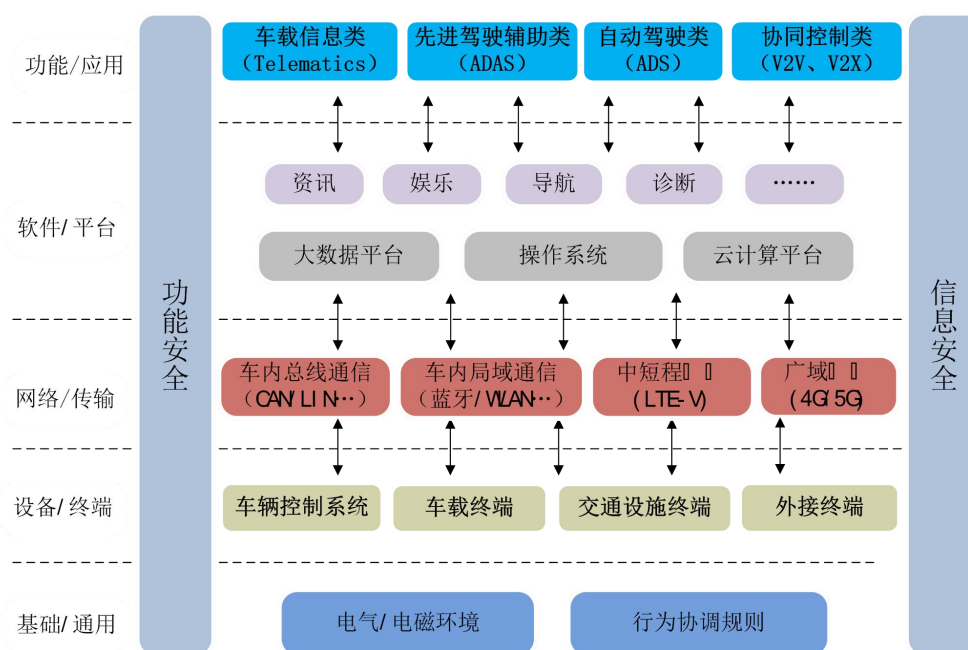 功能/应用
车载信息类
(Telematics)
先进驾驶辅助类
(ADAS)
自动驾驶类
(ADS)
协同控制类
(V2V、V2X)
软件/平台
资讯
娱乐
导航
诊断
……
大数据平台
操作系统
云计算平台
功能安全
信息安全
网络/传输
车内总线通信
(CAN/LIN…)
车内局域通信
(蓝牙/WLAN…)
中短程
(LTE-V)
广域
(4G/5G)
设备/终端
车辆控制系统
车载终端
交通设施终端
外接终端
基础/通用
电气/电磁环境
行为协调规则